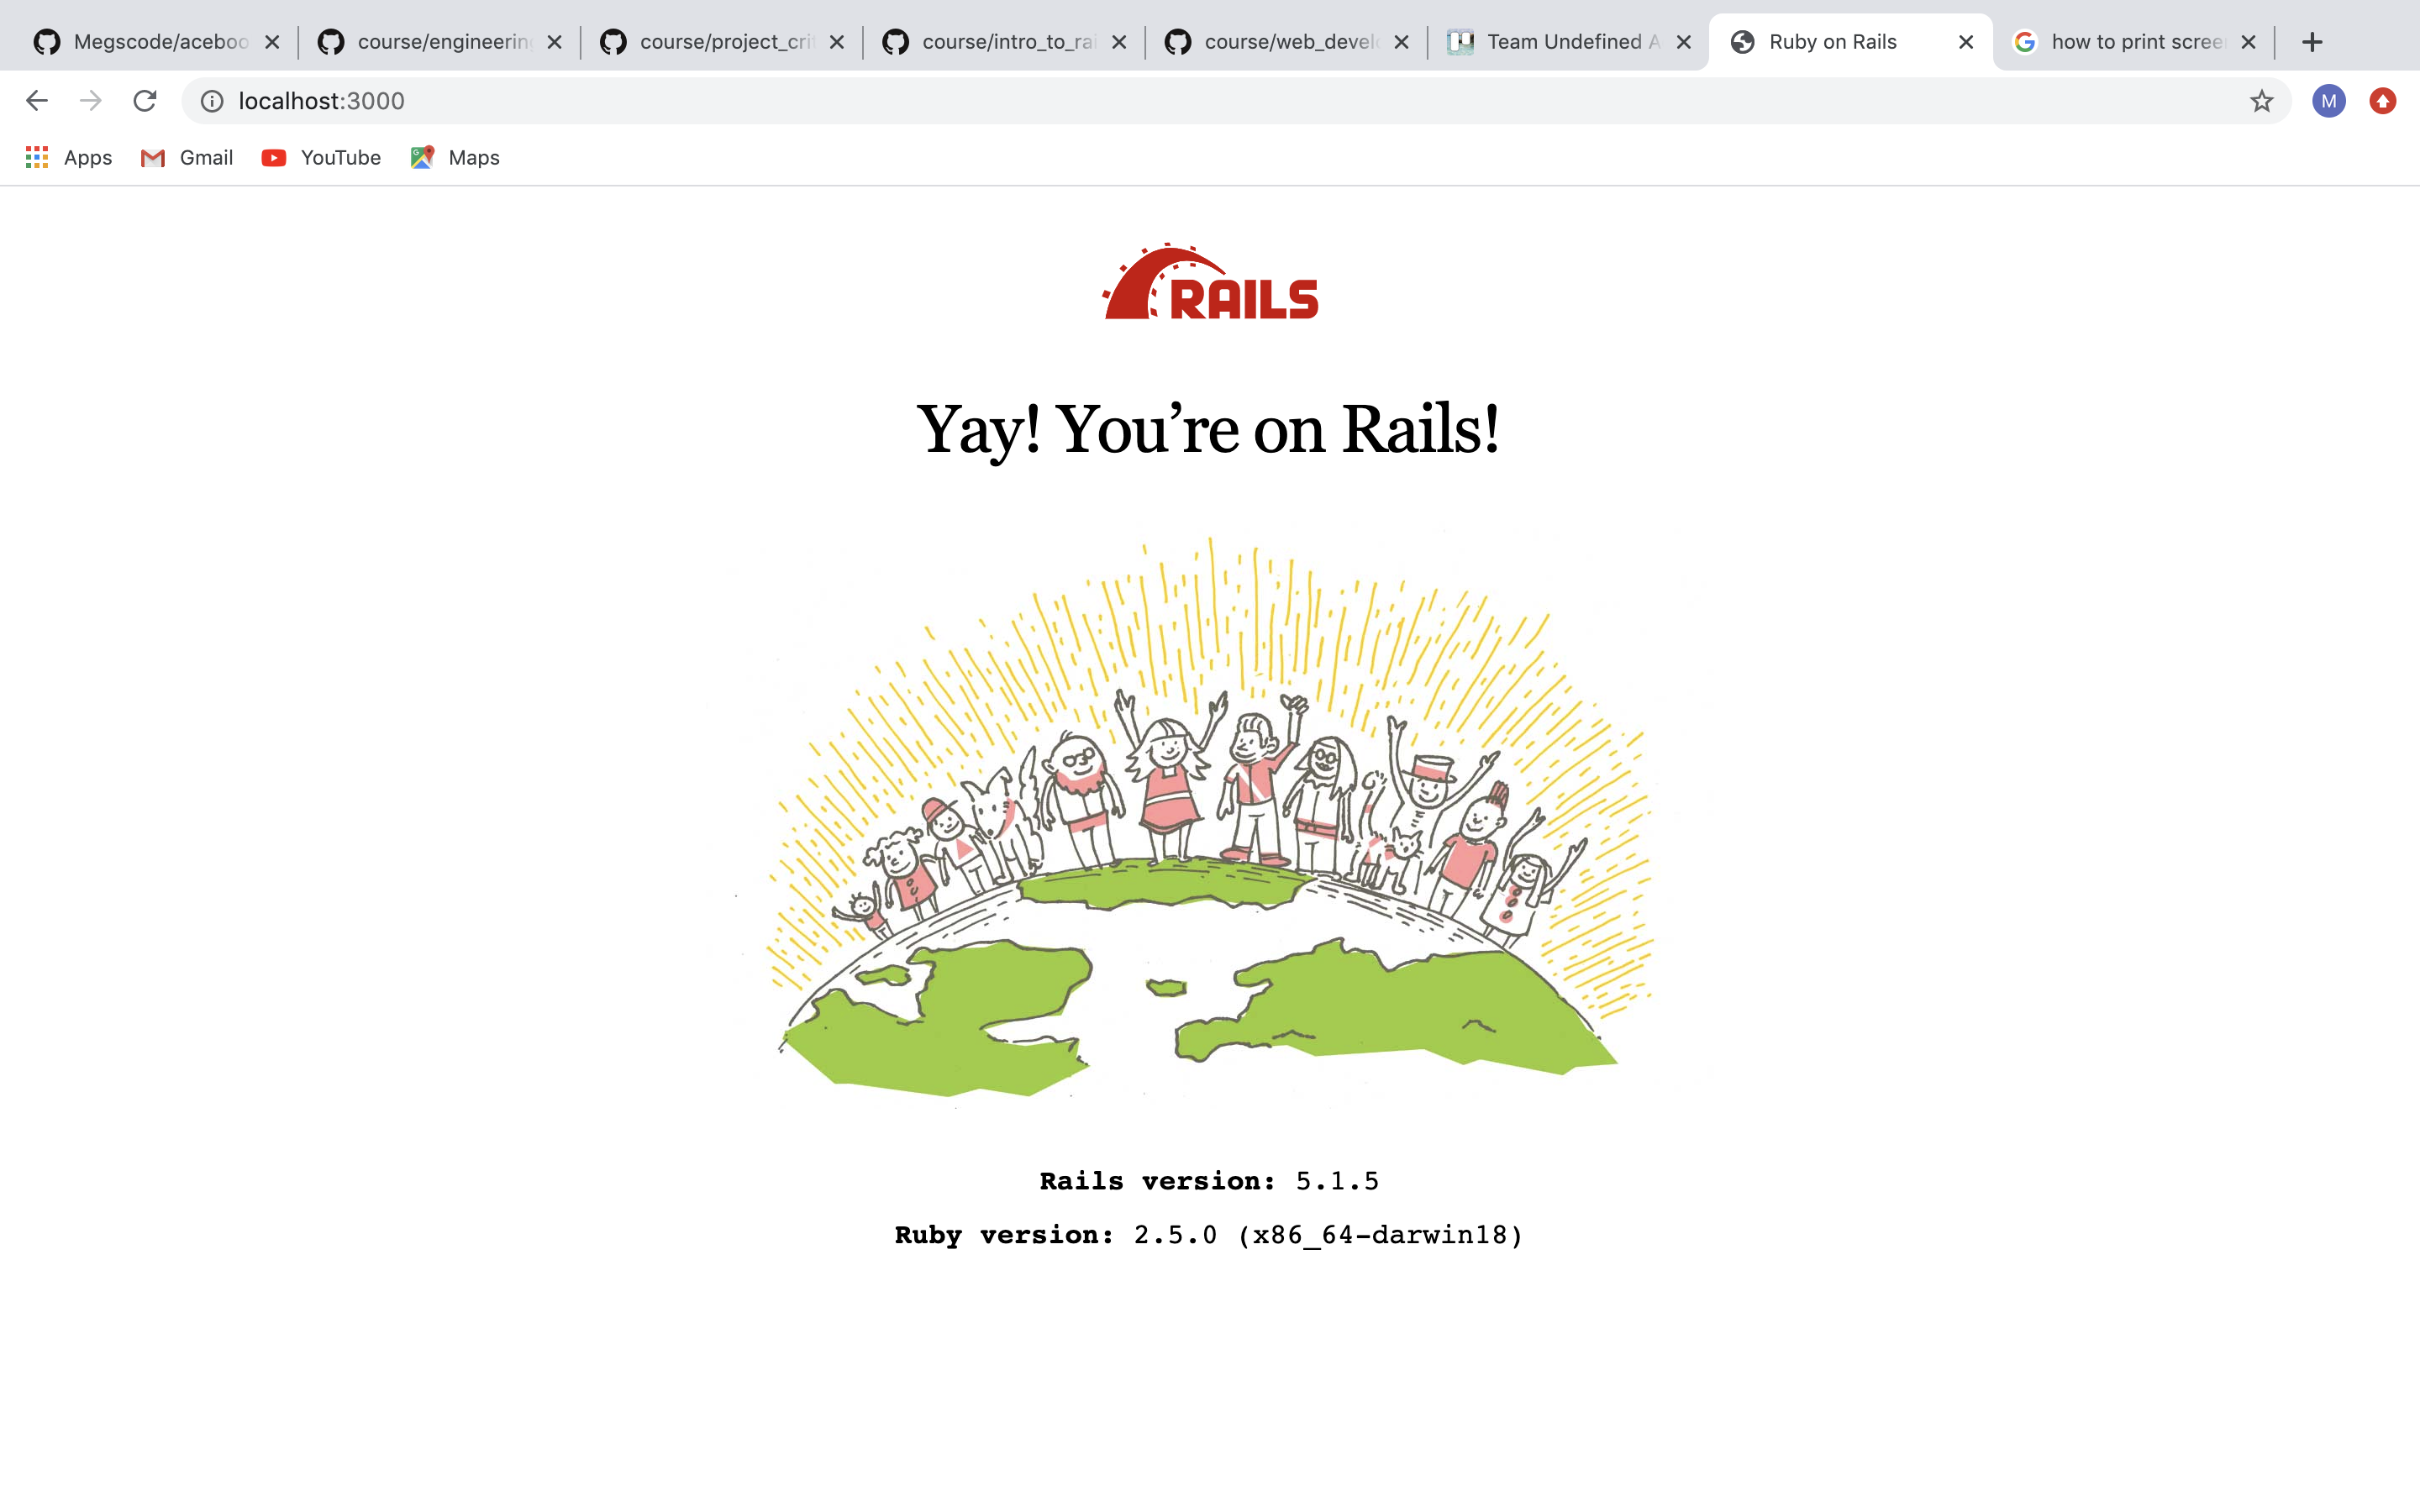 Megscode/aceboo
course/engineering
course/project_cri
course/intro_to_rai
course/web_devel
Team Undefined A
Ruby on Rails
how to print scree
localhost:3000
M
Apps
Gmail
YouTube
Maps
RAILS
Yay! You’re on Rails!
Rails version: 5.1.5
Ruby version: 2.5.0 (x86_64-darwin18)